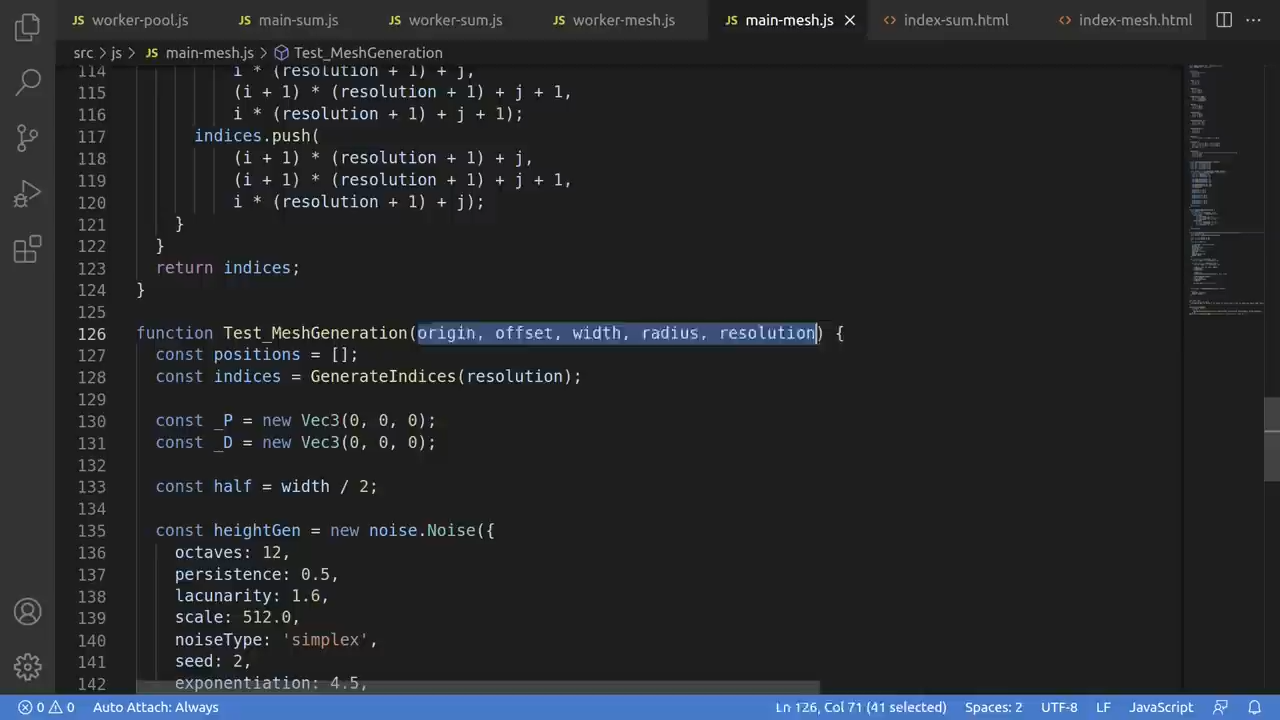 worker-pool.js main-sum.js worker-sum.js worker-mesh.js main-mesh.js index-sum.html index-mesh.html
src > js > JS main-mesh.js > Test_MeshGeneration
114 i * (resolution + 1) + j,
115 (i + 1) * (resolution + 1) + j + 1,
116 i * (resolution + 1) + j + 1);
117 indices.push(
118 (i + 1) * (resolution + 1) + j,
119 (i + 1) * (resolution + 1) + j + 1,
120 i * (resolution + 1) + j);
121 }
122 }
123 return indices;
124 }
125
126 function Test_MeshGeneration(origin, offset, width, radius, resolution) {
127 const positions = [];
128 const indices = GenerateIndices(resolution);
129
130 const _P = new Vec3(0, 0, 0);
131 const _D = new Vec3(0, 0, 0);
132
133 const half = width / 2;
134
135 const heightGen = new noise.Noise({
136 octaves: 12,
137 persistence: 0.5,
138 lacunarity: 1.6,
139 scale: 512.0,
140 noiseType: 'simplex',
141 seed: 2,
142 exponentiation: 4.5,
0 0 Auto Attach: Always Ln 126, Col 71 (41 selected) Spaces: 2 UTF-8 LF JavaScript